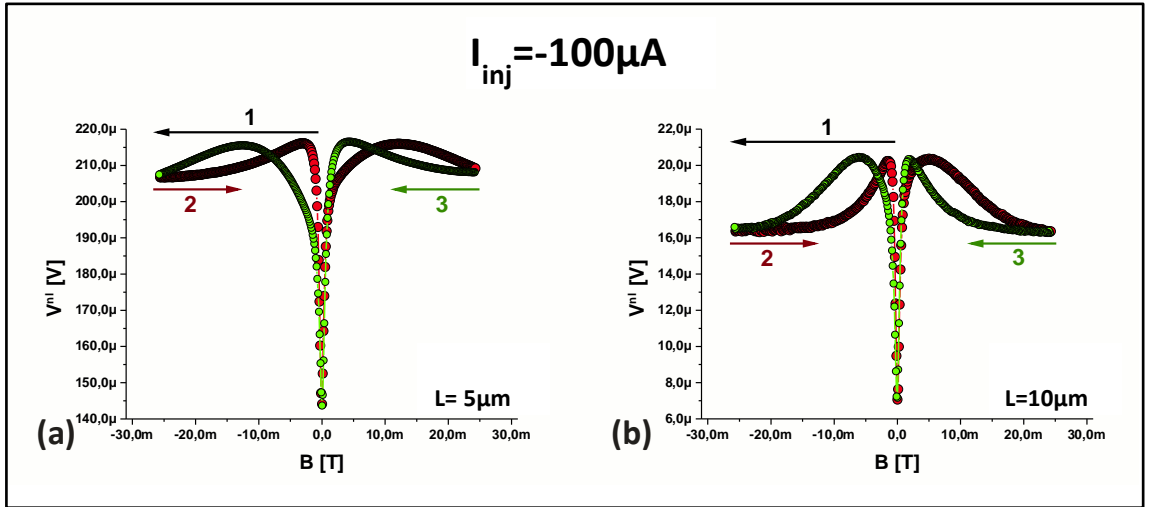 I_inj=-100µA
1
220,0µ
210,0µ
200,0µ
190,0µ
180,0µ
170,0µ
160,0µ
150,0µ
140,0µ
2
3
V^nl [V]
L= 5µm
(a)
-30,0m -20,0m -10,0m 0,0 10,0m 20,0m 30,0m
B [T]
1
22,0µ
20,0µ
18,0µ
16,0µ
14,0µ
12,0µ
10,0µ
8,0µ
6,0µ
2
3
V^nl [V]
L=10µm
(b)
-30,0m -20,0m -10,0m 0,0 10,0m 20,0m 30,0m
B [T]